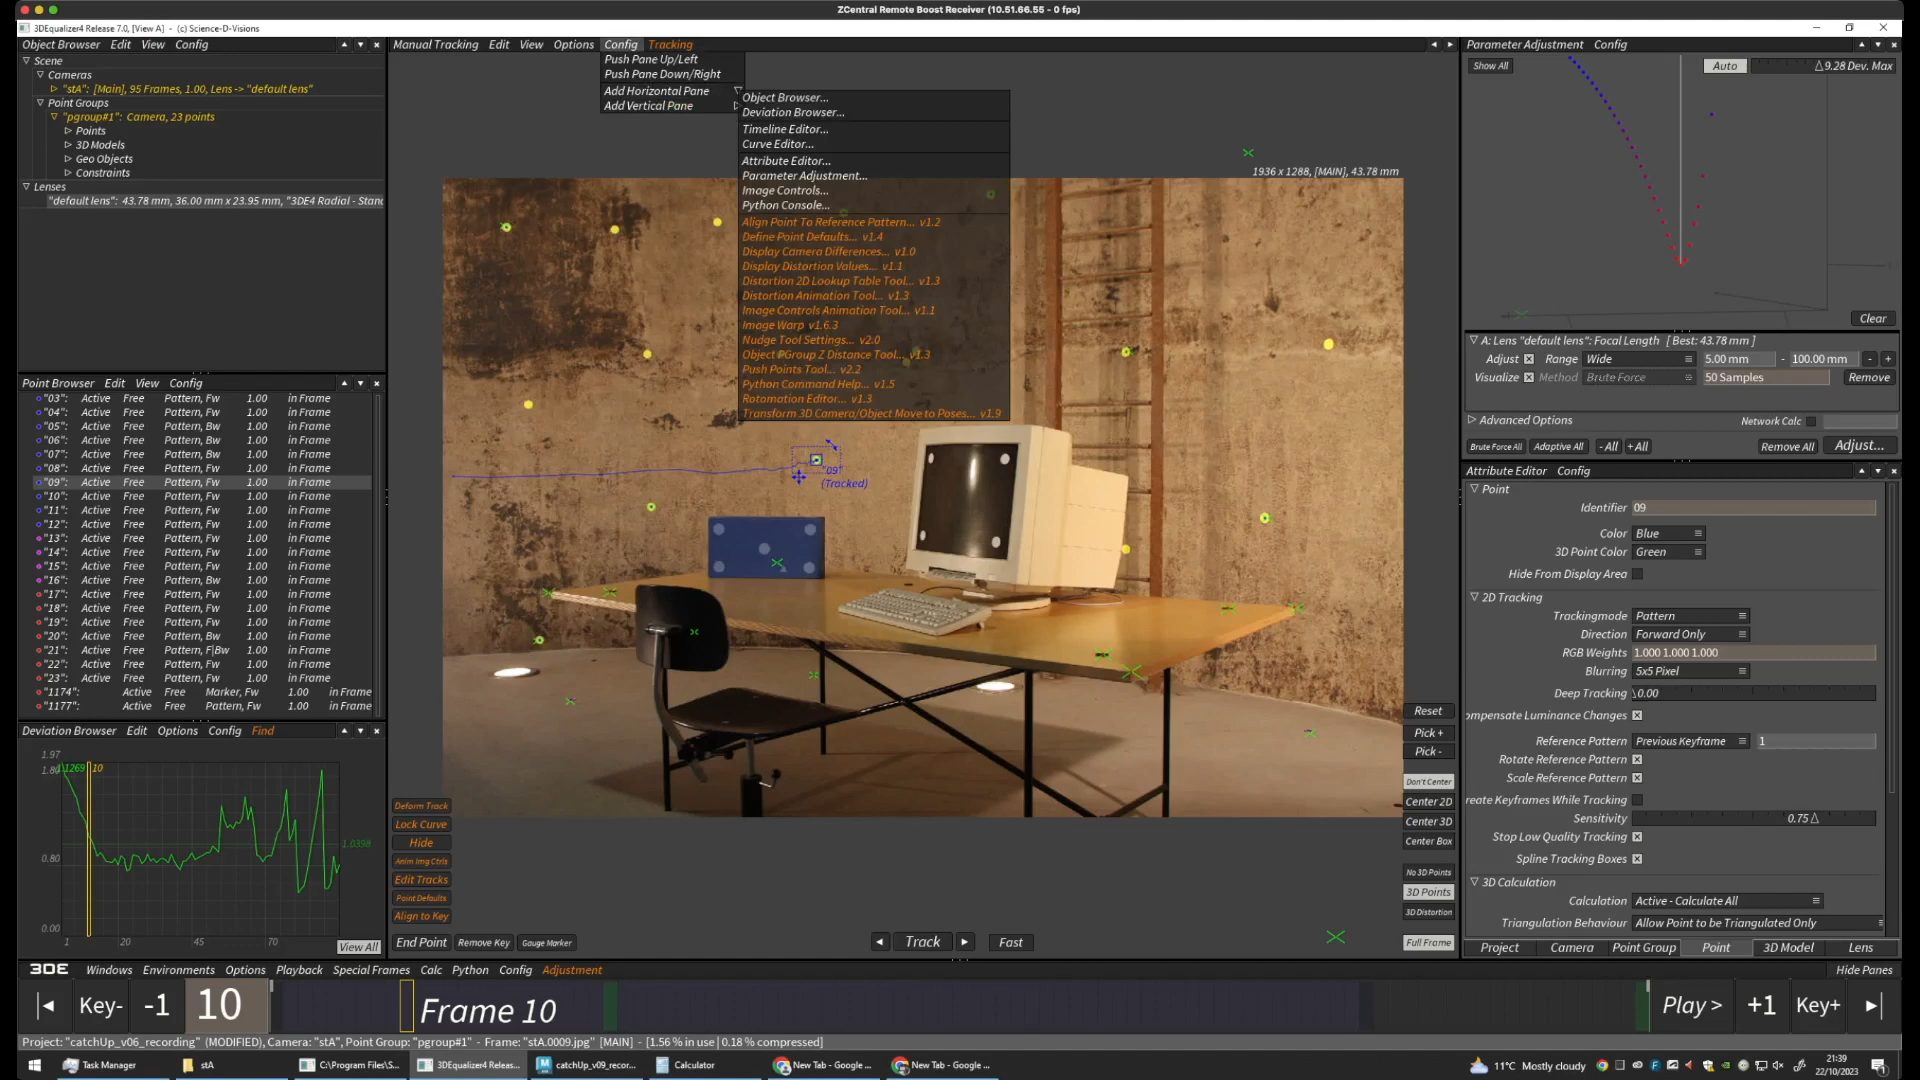 ZCentral Remote Boost Receiver (10.51.66.55 - 0 fps)
3DEqualizer4 Release 7.0, [View A] - (c) Science-D-Visions
Object Browser Edit View Config
Scene
Cameras
"stA": [Main], 95 Frames, 1.00, Lens -> "default lens"
Point Groups
"pgroup#1": Camera, 23 points
Points
3D Models
Geo Objects
Constraints
Lenses
"default lens": 43.78 mm, 36.00 mm x 23.95 mm, "3DE4 Radial - Stand
Point Browser Edit View Config
"03": Active Free Pattern, Fw 1.00 in Frame
"04": Active Free Pattern, Fw 1.00 in Frame
"05": Active Free Pattern, Bw 1.00 in Frame
"06": Active Free Pattern, Bw 1.00 in Frame
"07": Active Free Pattern, Bw 1.00 in Frame
"08": Active Free Pattern, Fw 1.00 in Frame
"09": Active Free Pattern, Fw 1.00 in Frame
"10": Active Free Pattern, Fw 1.00 in Frame
"11": Active Free Pattern, Fw 1.00 in Frame
"12": Active Free Pattern, Fw 1.00 in Frame
"13": Active Free Pattern, Fw 1.00 in Frame
"14": Active Free Pattern, Fw 1.00 in Frame
"15": Active Free Pattern, Fw 1.00 in Frame
"16": Active Free Pattern, Bw 1.00 in Frame
"17": Active Free Pattern, Fw 1.00 in Frame
"18": Active Free Pattern, Fw 1.00 in Frame
"19": Active Free Pattern, Fw 1.00 in Frame
"20": Active Free Pattern, Bw 1.00 in Frame
"21": Active Free Pattern, F|Bw 1.00 in Frame
"22": Active Free Pattern, Fw 1.00 in Frame
"23": Active Free Pattern, Fw 1.00 in Frame
"1174": Active Free Marker, Fw 1.00 in Frame
"1177": Active Free Pattern, Fw 1.00 in Frame
Deviation Browser Edit Options Config Find
1.97
1.1269 10
1.0398
0.80
0.00
1 20 45 70
View All
Manual Tracking Edit View Options Config Tracking
Push Pane Up/Left
Push Pane Down/Right
Add Horizontal Pane
Add Vertical Pane
Object Browser...
Deviation Browser...
Timeline Editor...
Curve Editor...
Attribute Editor...
Parameter Adjustment...
Image Controls...
Python Console...
Align Point To Reference Pattern... v1.2
Define Point Defaults... v1.4
Display Camera Differences... v1.0
Display Distortion Values... v1.1
Distortion 2D Lookup Table Tool... v1.3
Distortion Animation Tool... v1.3
Image Controls Animation Tool... v1.1
Image Warp v1.6.3
Nudge Tool Settings... v2.0
Object PGroup Z Distance Tool... v1.3
Push Points Tool... v2.2
Python Command Help... v1.5
Rotomation Editor... v1.3
Transform 3D Camera/Object Move to Poses... v1.9
1936 x 1288, [MAIN], 43.78 mm
"09"
(Tracked)
Deform Track
Lock Curve
Hide
Anim Img Ctrls
Edit Tracks
Point Defaults
Align to Key
End Point Remove Key Gauge Marker
Track Fast
Reset
Pick +
Pick -
Don't Center
Center 2D
Center 3D
Center Box
No 3D Points
3D Points
3D Distortion
Full Frame
Parameter Adjustment Config
Show All Auto 9.28 Dev. Max
Clear
A: Lens "default lens": Focal Length [ Best: 43.78 mm ]
Adjust Range Wide 5.00 mm - 100.00 mm - +
Visualize Method Brute Force 50 Samples Remove
Advanced Options Network Calc
Brute Force All Adaptive All - All + All Remove All Adjust...
Attribute Editor Config
Point
Identifier 09
Color Blue
3D Point Color Green
Hide From Display Area
2D Tracking
Trackingmode Pattern
Direction Forward Only
RGB Weights 1.000 1.000 1.000
Blurring 5x5 Pixel
Deep Tracking 0.00
ompensate Luminance Changes
Reference Pattern Previous Keyframe 1
Rotate Reference Pattern
Scale Reference Pattern
reate Keyframes While Tracking
Sensitivity 0.75
Stop Low Quality Tracking
Spline Tracking Boxes
3D Calculation
Calculation Active - Calculate All
Triangulation Behaviour Allow Point to be Triangulated Only
Project Camera Point Group Point 3D Model Lens
3DE Windows Environments Options Playback Special Frames Calc Python Config Adjustment Hide Panes
Key- -1 10 Frame 10 Play > +1 Key+
Project: "catchUp_v06_recording" (MODIFIED), Camera: "stA", Point Group: "pgroup#1" - Frame: "stA.0009.jpg" [MAIN] - [1.56 % in use | 0.18 % compressed]
Task Manager stA C:\Program Files\S... 3DEqualizer4 Releas... catchUp_v09_recor... Calculator New Tab - Google ... New Tab - Google ... 11°C Mostly cloudy 21:39
22/10/2023